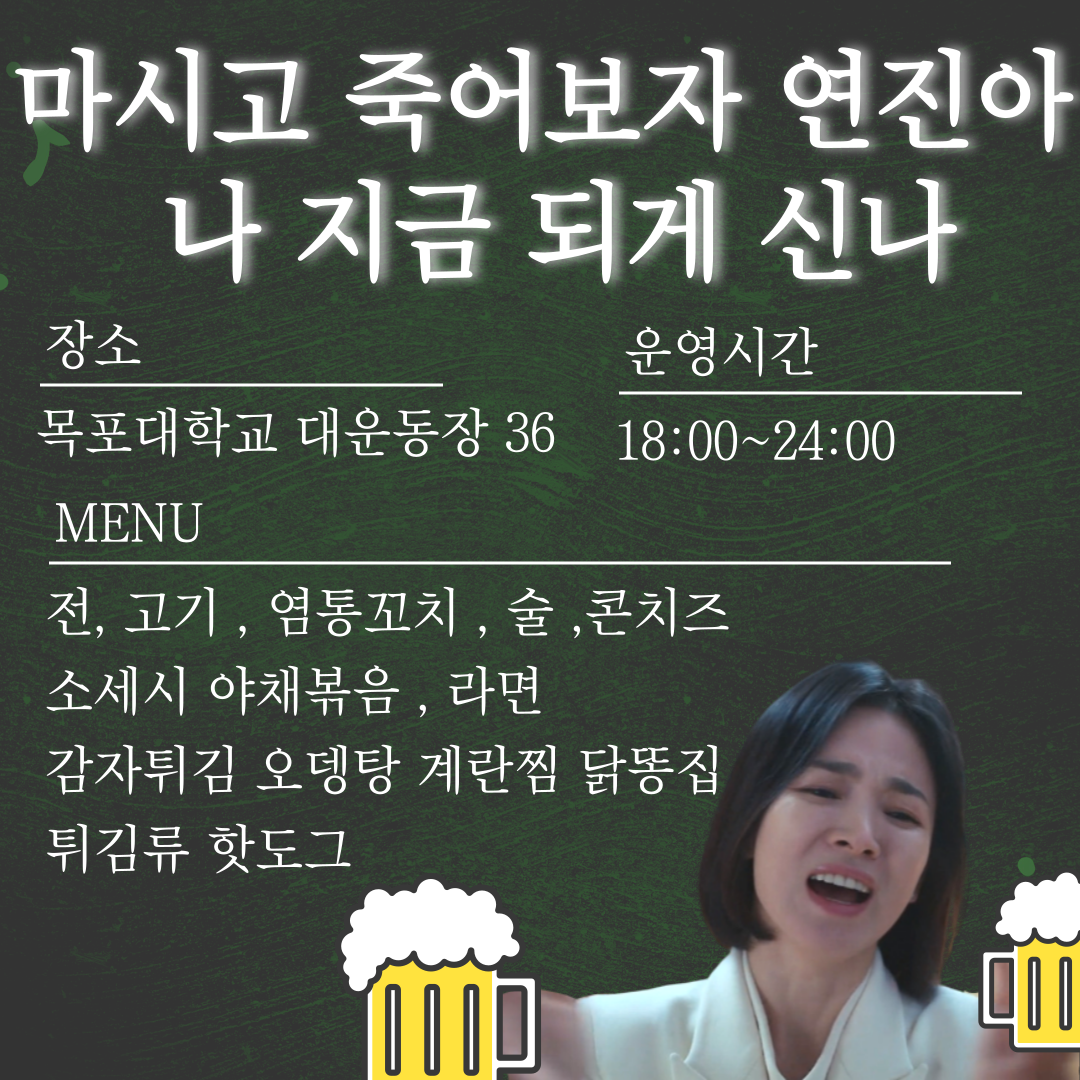 마시고 죽어보자 연진아
나 지금 되게 신나
장소
목포대학교 대운동장 36
운영시간
18:00~24:00
MENU
전, 고기 , 염통꼬치 , 술 ,콘치즈
소세시 야채볶음 , 라면
감자튀김 오뎅탕 계란찜 닭똥집
튀김류 핫도그